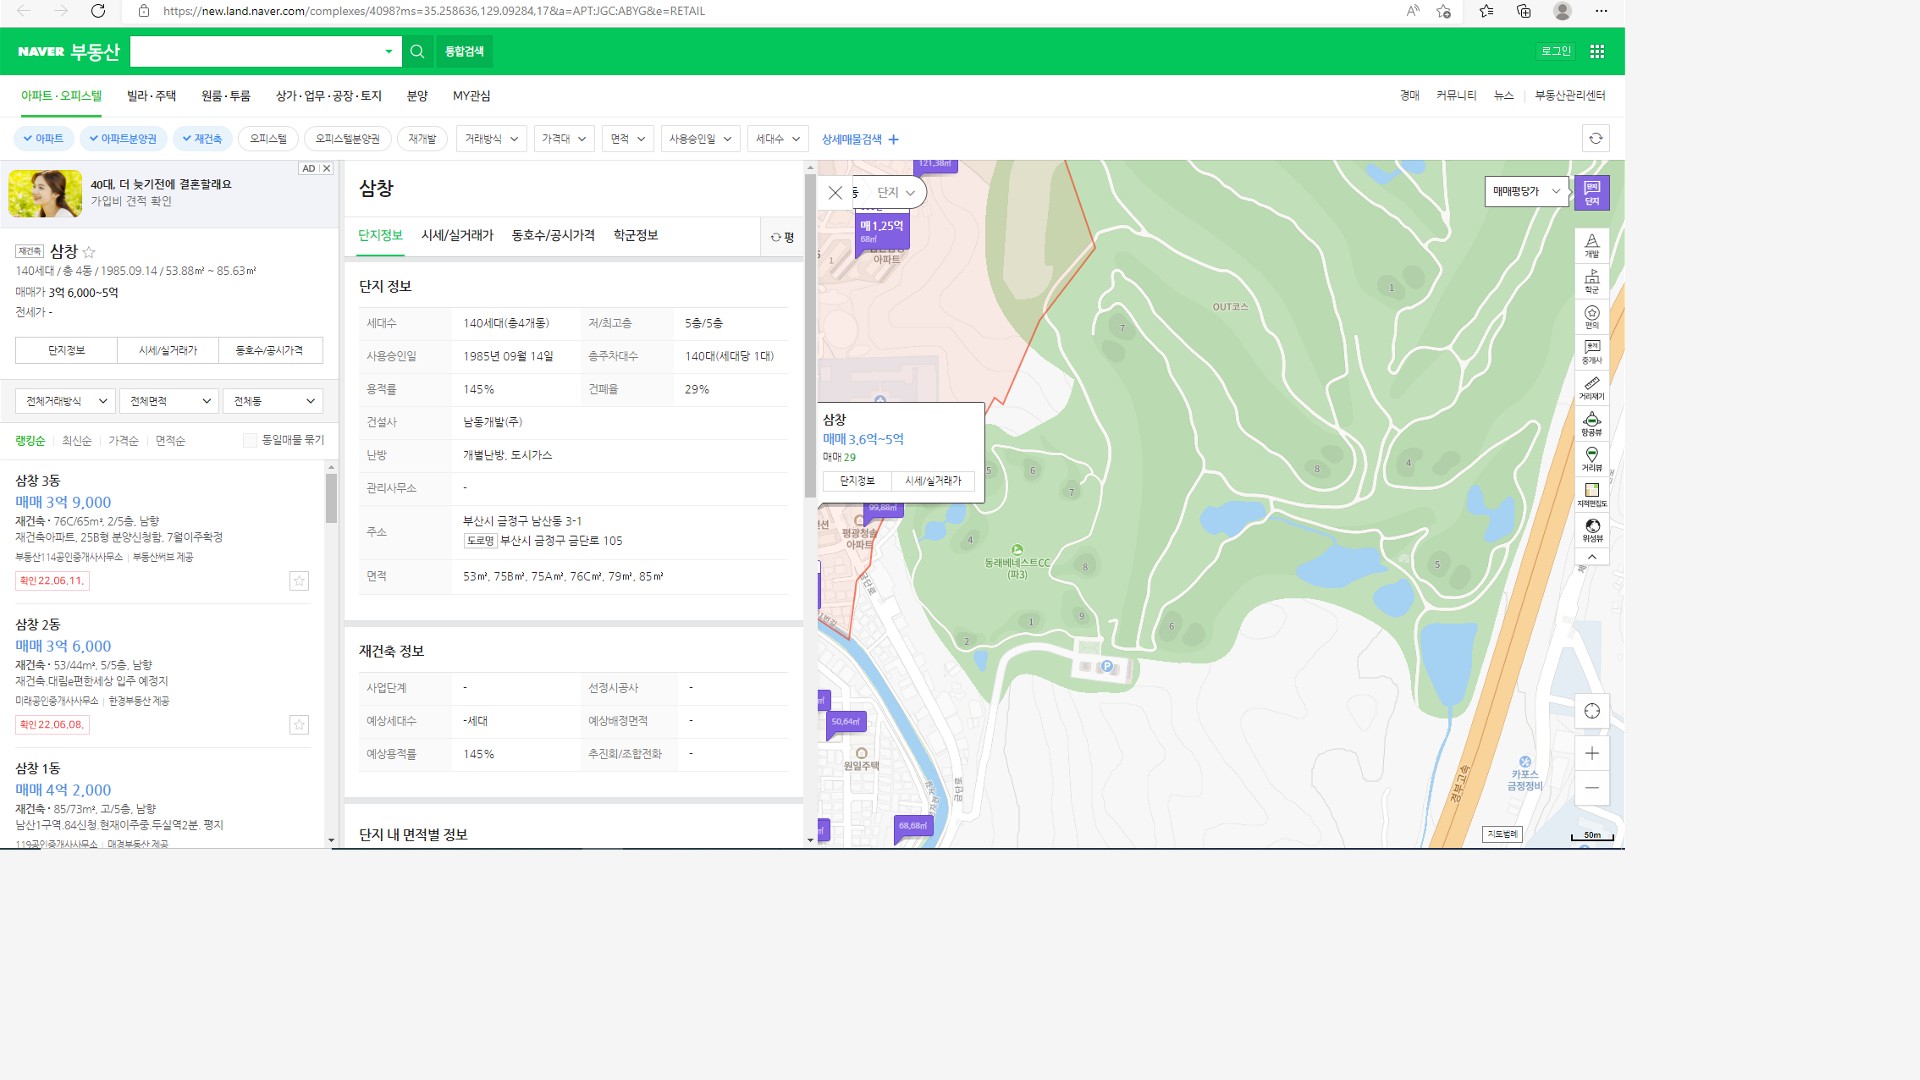 https://new.land.naver.com/complexes/4098?ms=35.258636,129.09284,17&a=APT:JGC:ABYG&e=RETAIL
NAVER 부동산
통합검색
로그인
아파트·오피스텔 빌라·주택 원룸·투룸 상가·업무·공장·토지 분양 MY관심
경매 커뮤니티 뉴스 부동산관리센터
아파트 아파트분양권 재건축 오피스텔 오피스텔분양권 재개발 거래방식 가격대 면적 사용승인일 세대수 상세매물검색
AD
40대, 더 늦기전에 결혼할래요
가입비 견적 확인
재건축 삼창
140세대 / 총 4동 / 1985.09.14 / 53.88㎡ ~ 85.63㎡
매매가 3억 6,000~5억
전세가 -
단지정보 시세/실거래가 동호수/공시가격
전체거래방식 전체면적 전체동
랭킹순 최신순 가격순 면적순 동일매물 묶기
삼창 3동
매매 3억 9,000
재건축 · 76C/65m², 2/5층, 남향
재건축아파트, 25B형 분양신청함, 7월이주확정
부동산114공인중개사사무소 부동산써브 제공
확인 22.06.11.
삼창 2동
매매 3억 6,000
재건축 · 53/44m², 5/5층, 남향
재건축.대림e편한세상 입주 예정지
미래공인중개사사무소 한경부동산 제공
확인 22.06.08.
삼창 1동
매매 4억 2,000
재건축 · 85/73m², 고/5층, 남향
남산1구역.84신청.현재이주중.두실역2분. 평지
119공인중개사사무소 매경부동산 제공
삼창
단지정보 시세/실거래가 동호수/공시가격 학군정보 평
단지 정보
세대수 140세대(총4개동) 저/최고층 5층/5층
사용승인일 1985년 09월 14일 총주차대수 140대(세대당 1대)
용적률 145% 건폐율 29%
건설사 남동개발(주)
난방 개별난방, 도시가스
관리사무소 -
주소 부산시 금정구 남산동 3-1
도로명 부산시 금정구 금단로 105
면적 53㎡, 75B㎡, 75A㎡, 76C㎡, 79㎡, 85㎡
재건축 정보
사업단계 - 선정시공사 -
예상세대수 -세대 예상배정면적 -
예상용적률 145% 추진회/조합전화 -
단지 내 면적별 정보
121.38㎡
동 단지
매 1.25억
68㎡
아파트
1
삼창
매매 3.6억~5억
매매 29
단지정보 시세/실거래가
99.88㎡
평광청솔
아파트
금단로
50.64㎡
원일주택
68.68㎡
금단로
OUT코스
1
7
8
4
5
6
7
4
8
5
동래베네스트CC
(파3)
1
9
2
6
P
경부고속
카포스
금정정비
매매평당가
단지
단지
개발
학군
편의
중개사
거리재기
항공뷰
거리뷰
지적편집도
위성뷰
지도범례
50m